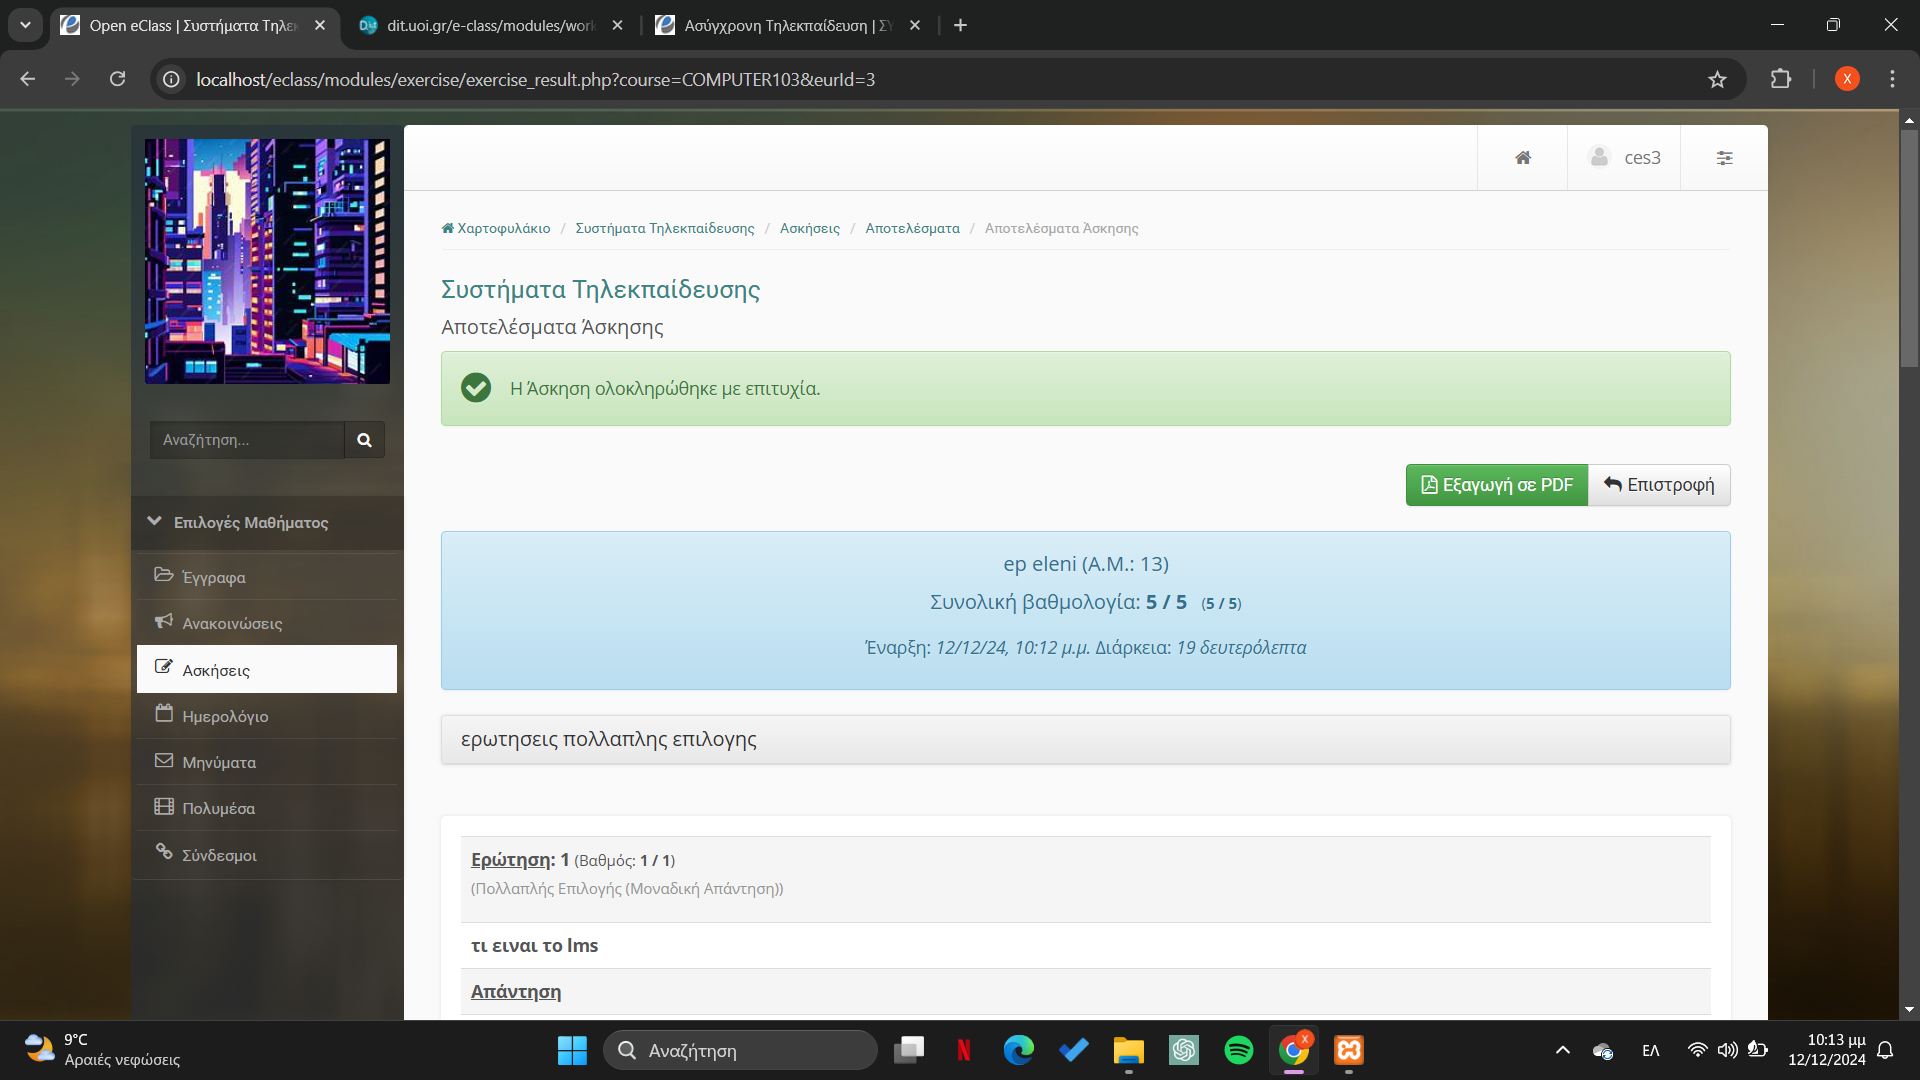 Open eClass | Συστήματα Τηλεκ
dit.uoi.gr/e-class/modules/work
Ασύγχρονη Τηλεκπαίδευση | ΣΥ
localhost/eclass/modules/exercise/exercise_result.php?course=COMPUTER103&eurId=3
X
ces3
Χαρτοφυλάκιο / Συστήματα Τηλεκπαίδευσης / Ασκήσεις / Αποτελέσματα / Αποτελέσματα Άσκησης
Συστήματα Τηλεκπαίδευσης
Αποτελέσματα Άσκησης
Η Άσκηση ολοκληρώθηκε με επιτυχία.
Αναζήτηση...
Εξαγωγή σε PDF
Επιστροφή
Επιλογές Μαθήματος
Έγγραφα
Ανακοινώσεις
Ασκήσεις
Ημερολόγιο
Μηνύματα
Πολυμέσα
Σύνδεσμοι
ep eleni (Α.Μ.: 13)
Συνολική βαθμολογία: 5 / 5 (5 / 5)
Έναρξη: 12/12/24, 10:12 μ.μ. Διάρκεια: 19 δευτερόλεπτα
ερωτησεις πολλαπλης επιλογης
Ερώτηση: 1 (Βαθμός: 1 / 1)
(Πολλαπλής Επιλογής (Μοναδική Απάντηση))
τι ειναι το lms
Απάντηση
9°C
Αραιές νεφώσεις
Αναζήτηση
N
X
ΕΛ
10:13 μμ
12/12/2024